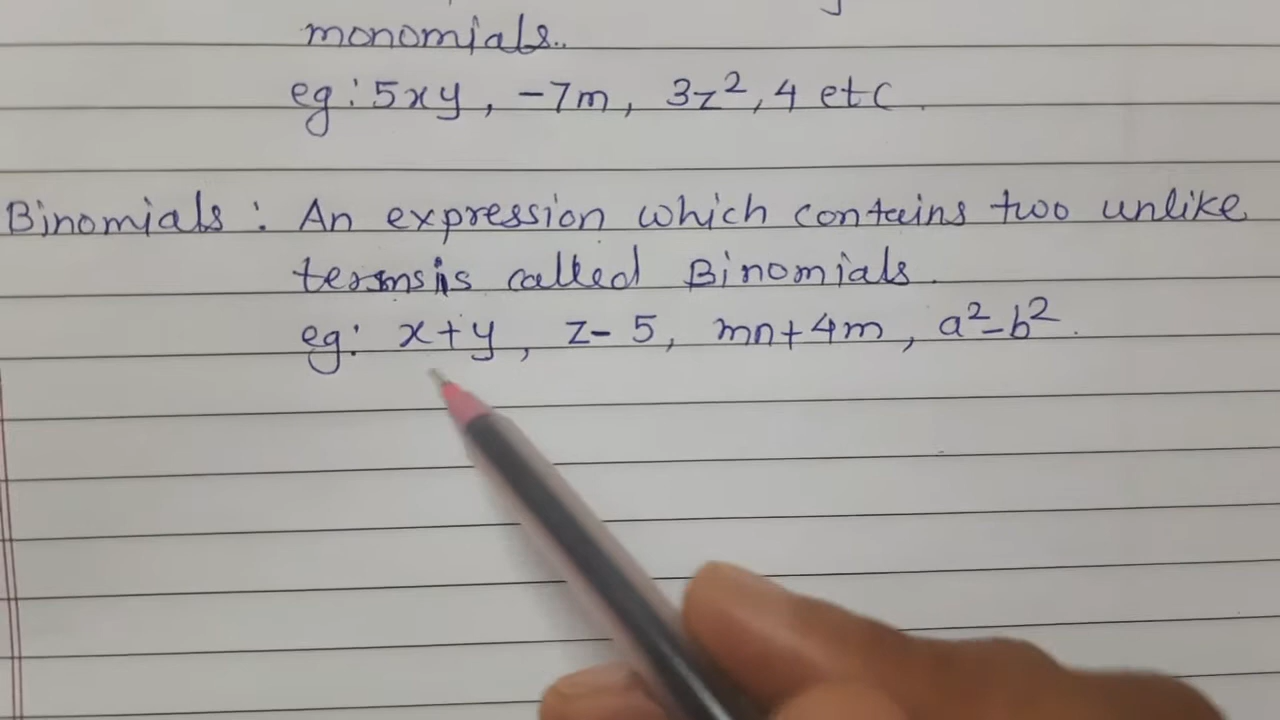 monomials..
eg: 5xy, -7m, 3z², 4 etc.
Binomials: An expression which contains two unlike
terms is called Binomials.
eg: x+y, z-5, mn+4m, a²-b².